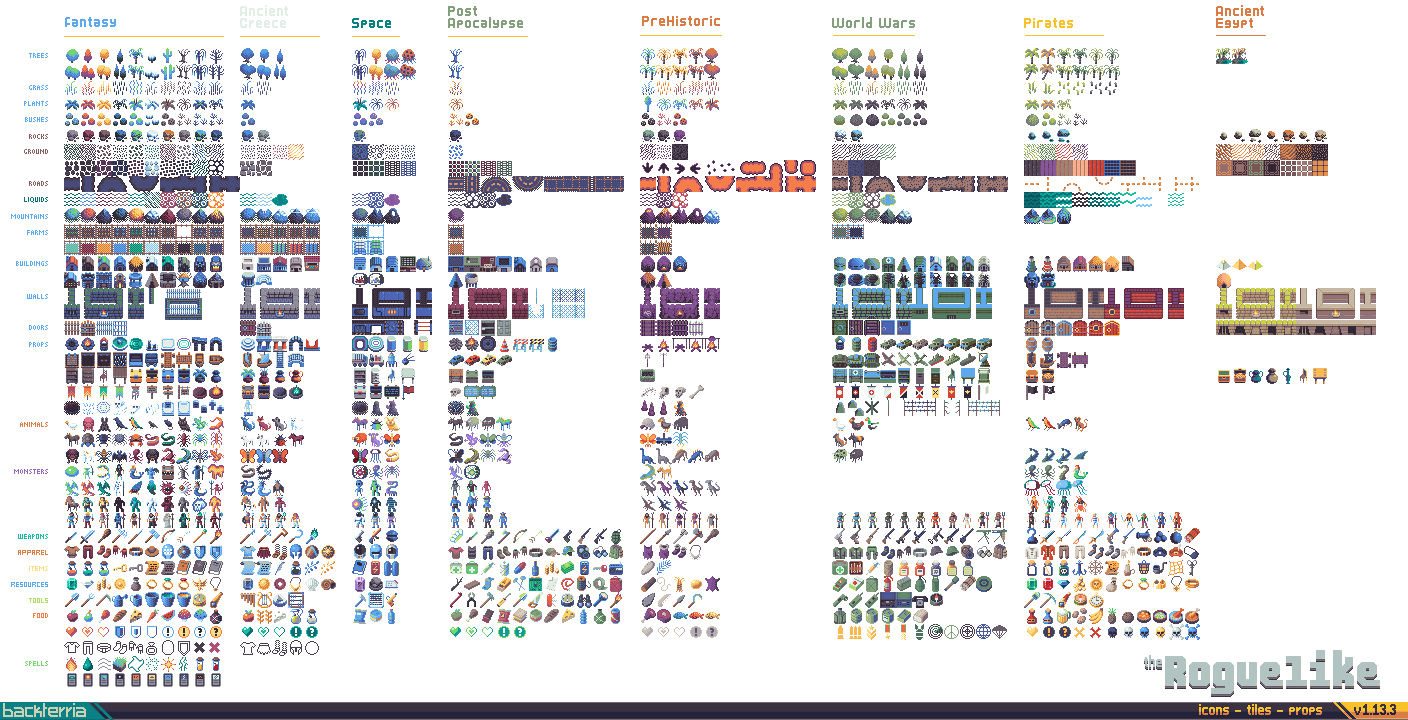 Fantasy
Ancient
Greece
Space
Post
Apocalypse
PreHistoric
World Wars
Pirates
Ancient
Egypt
TREES
GRASS
PLANTS
BUSHES
ROCKS
GROUND
ROADS
LIQUIDS
MOUNTAINS
FARMS
BUILDINGS
WALLS
DOORS
PROPS
ANIMALS
MONSTERS
WEAPONS
APPAREL
ITEMS
RESOURCES
TOOLS
FOOD
SPELLS
the Roguelike
backterria
icons - tiles - props
v1.13.3